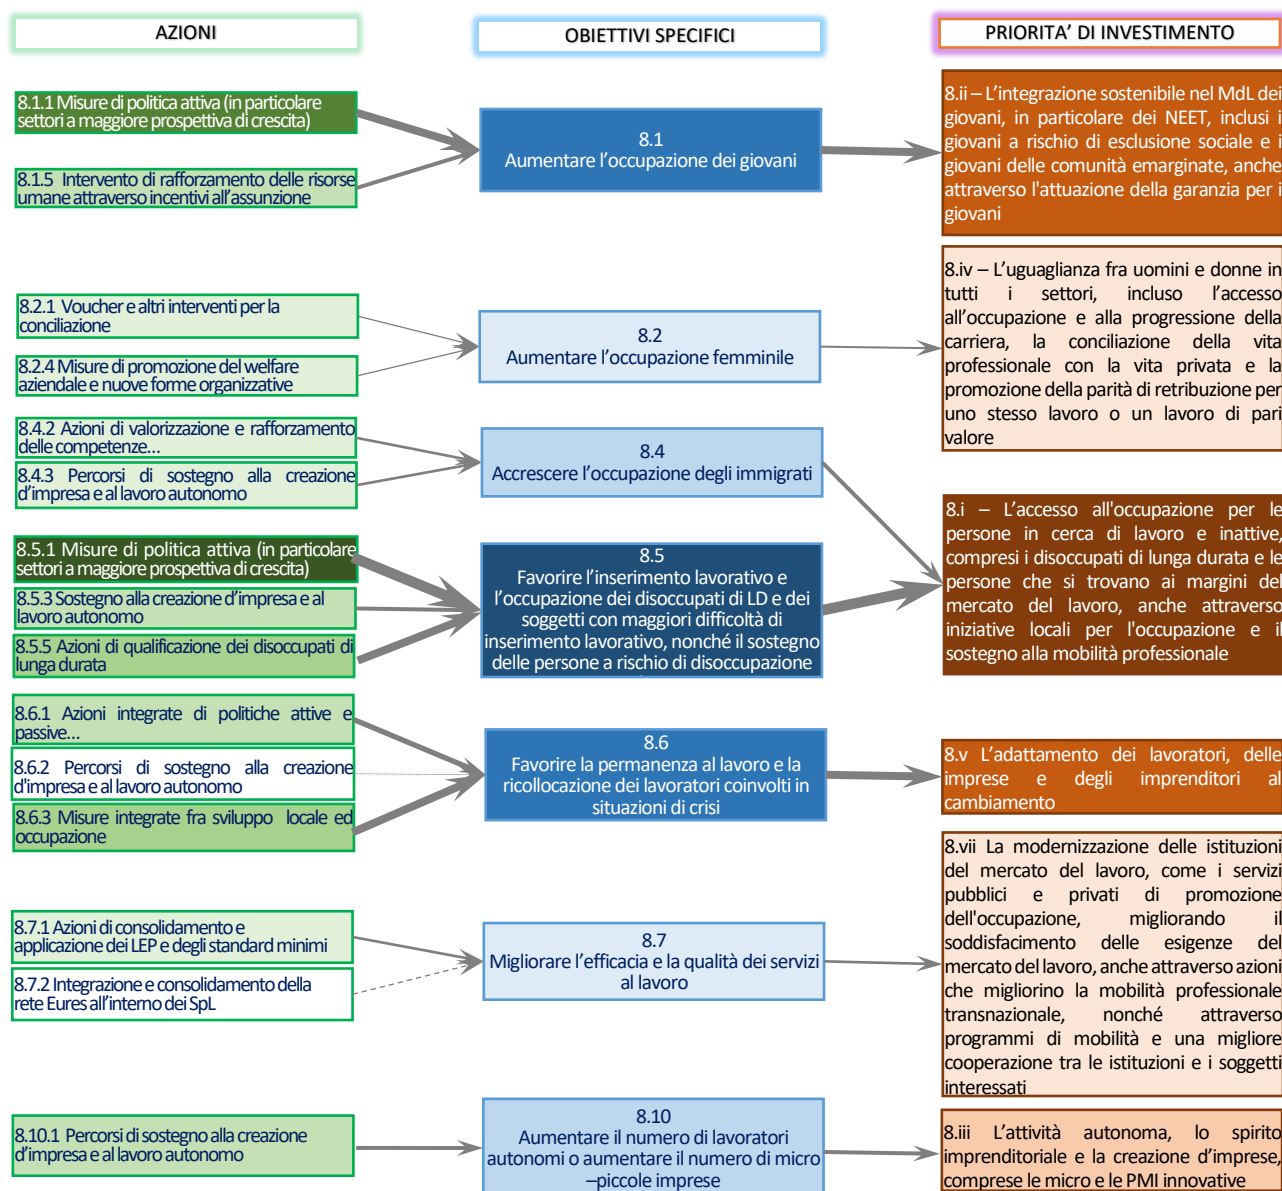 AZIONI
OBIETTIVI SPECIFICI
PRIORITA’ DI INVESTIMENTO
8.1.1 Misure di politica attiva (in particolare
settori a maggiore prospettiva di crescita)
8.1.5 Intervento di rafforzamento delle risorse
umane attraverso incentivi all’assunzione
8.1
Aumentare l’occupazione dei giovani
8.ii – L’integrazione sostenibile nel MdL dei
giovani, in particolare dei NEET, inclusi i
giovani a rischio di esclusione sociale e i
giovani delle comunità emarginate, anche
attraverso l'attuazione della garanzia per i
giovani
8.2.1 Voucher e altri interventi per la
conciliazione
8.2.4 Misure di promozione del welfare
aziendale e nuove forme organizzative
8.2
Aumentare l’occupazione femminile
8.iv – L’uguaglianza fra uomini e donne in
tutti i settori, incluso l’accesso
all’occupazione e alla progressione della
carriera, la conciliazione della vita
professionale con la vita privata e la
promozione della parità di retribuzione per
uno stesso lavoro o un lavoro di pari
valore
8.4.2 Azioni di valorizzazione e rafforzamento
delle competenze…
8.4.3 Percorsi di sostegno alla creazione
d’impresa e al lavoro autonomo
8.4
Accrescere l’occupazione degli immigrati
8.5.1 Misure di politica attiva (in particolare
settori a maggiore prospettiva di crescita)
8.5.3 Sostegno alla creazione d’impresa e al
lavoro autonomo
8.5.5 Azioni di qualificazione dei disoccupati di
lunga durata
8.5
Favorire l’inserimento lavorativo e
l’occupazione dei disoccupati di LD e dei
soggetti con maggiori difficoltà di
inserimento lavorativo, nonché il sostegno
delle persone a rischio di disoccupazione
8.i – L’accesso all'occupazione per le
persone in cerca di lavoro e inattive,
compresi i disoccupati di lunga durata e le
persone che si trovano ai margini del
mercato del lavoro, anche attraverso
iniziative locali per l'occupazione e il
sostegno alla mobilità professionale
8.6.1 Azioni integrate di politiche attive e
passive…
8.6.2 Percorsi di sostegno alla creazione
d’impresa e al lavoro autonomo
8.6.3 Misure integrate fra sviluppo locale ed
occupazione
8.6
Favorire la permanenza al lavoro e la
ricollocazione dei lavoratori coinvolti in
situazioni di crisi
8.v L’adattamento dei lavoratori, delle
imprese e degli imprenditori al
cambiamento
8.7.1 Azioni di consolidamento e
applicazione dei LEP e degli standard minimi
8.7.2 Integrazione e consolidamento della
rete Eures all’interno dei SpL
8.7
Migliorare l’efficacia e la qualità dei servizi
al lavoro
8.vii La modernizzazione delle istituzioni
del mercato del lavoro, come i servizi
pubblici e privati di promozione
dell'occupazione, migliorando il
soddisfacimento delle esigenze del
mercato del lavoro, anche attraverso azioni
che migliorino la mobilità professionale
transnazionale, nonché attraverso
programmi di mobilità e una migliore
cooperazione tra le istituzioni e i soggetti
interessati
8.10.1 Percorsi di sostegno alla creazione
d’impresa e al lavoro autonomo
8.10
Aumentare il numero di lavoratori
autonomi o aumentare il numero di micro
–piccole imprese
8.iii L’attività autonoma, lo spirito
imprenditoriale e la creazione d’imprese,
comprese le micro e le PMI innovative